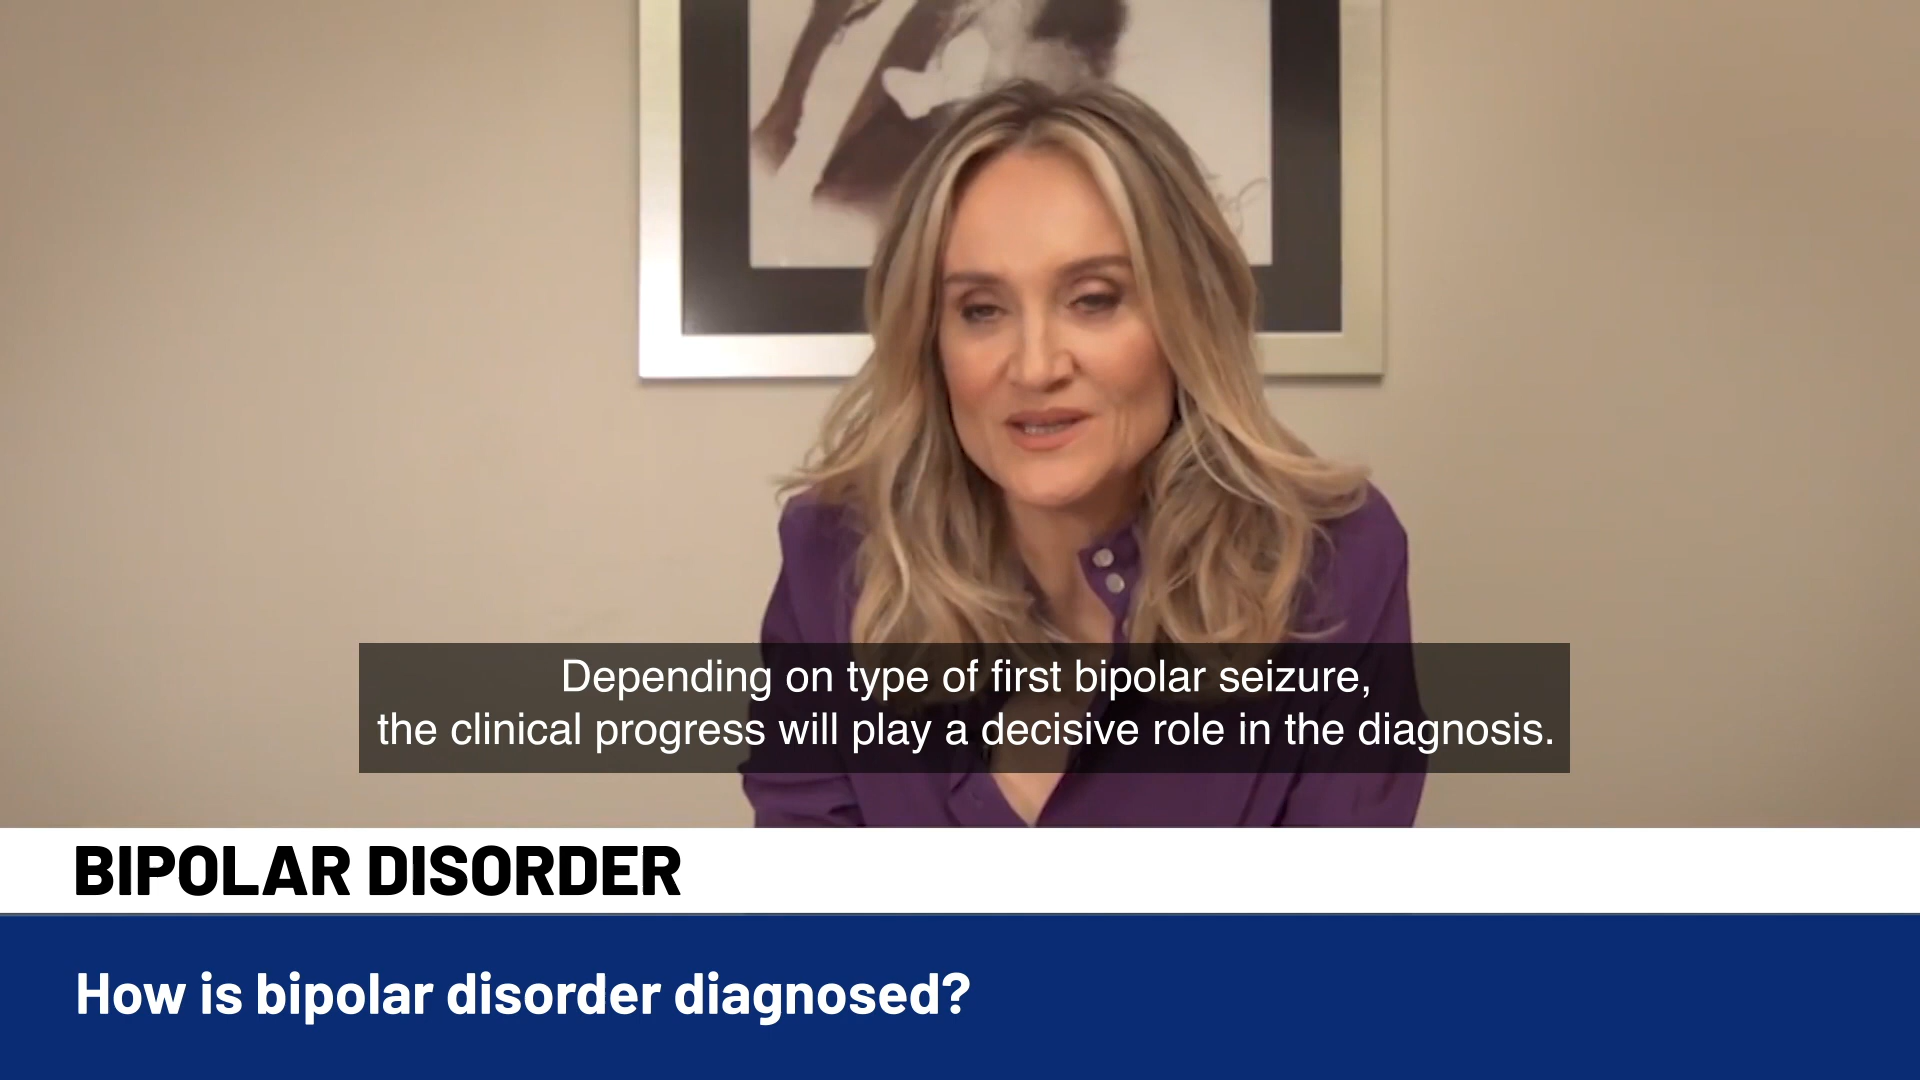 Depending on type of first bipolar seizure,
the clinical progress will play a decisive role in the diagnosis.
BIPOLAR DISORDER
How is bipolar disorder diagnosed?